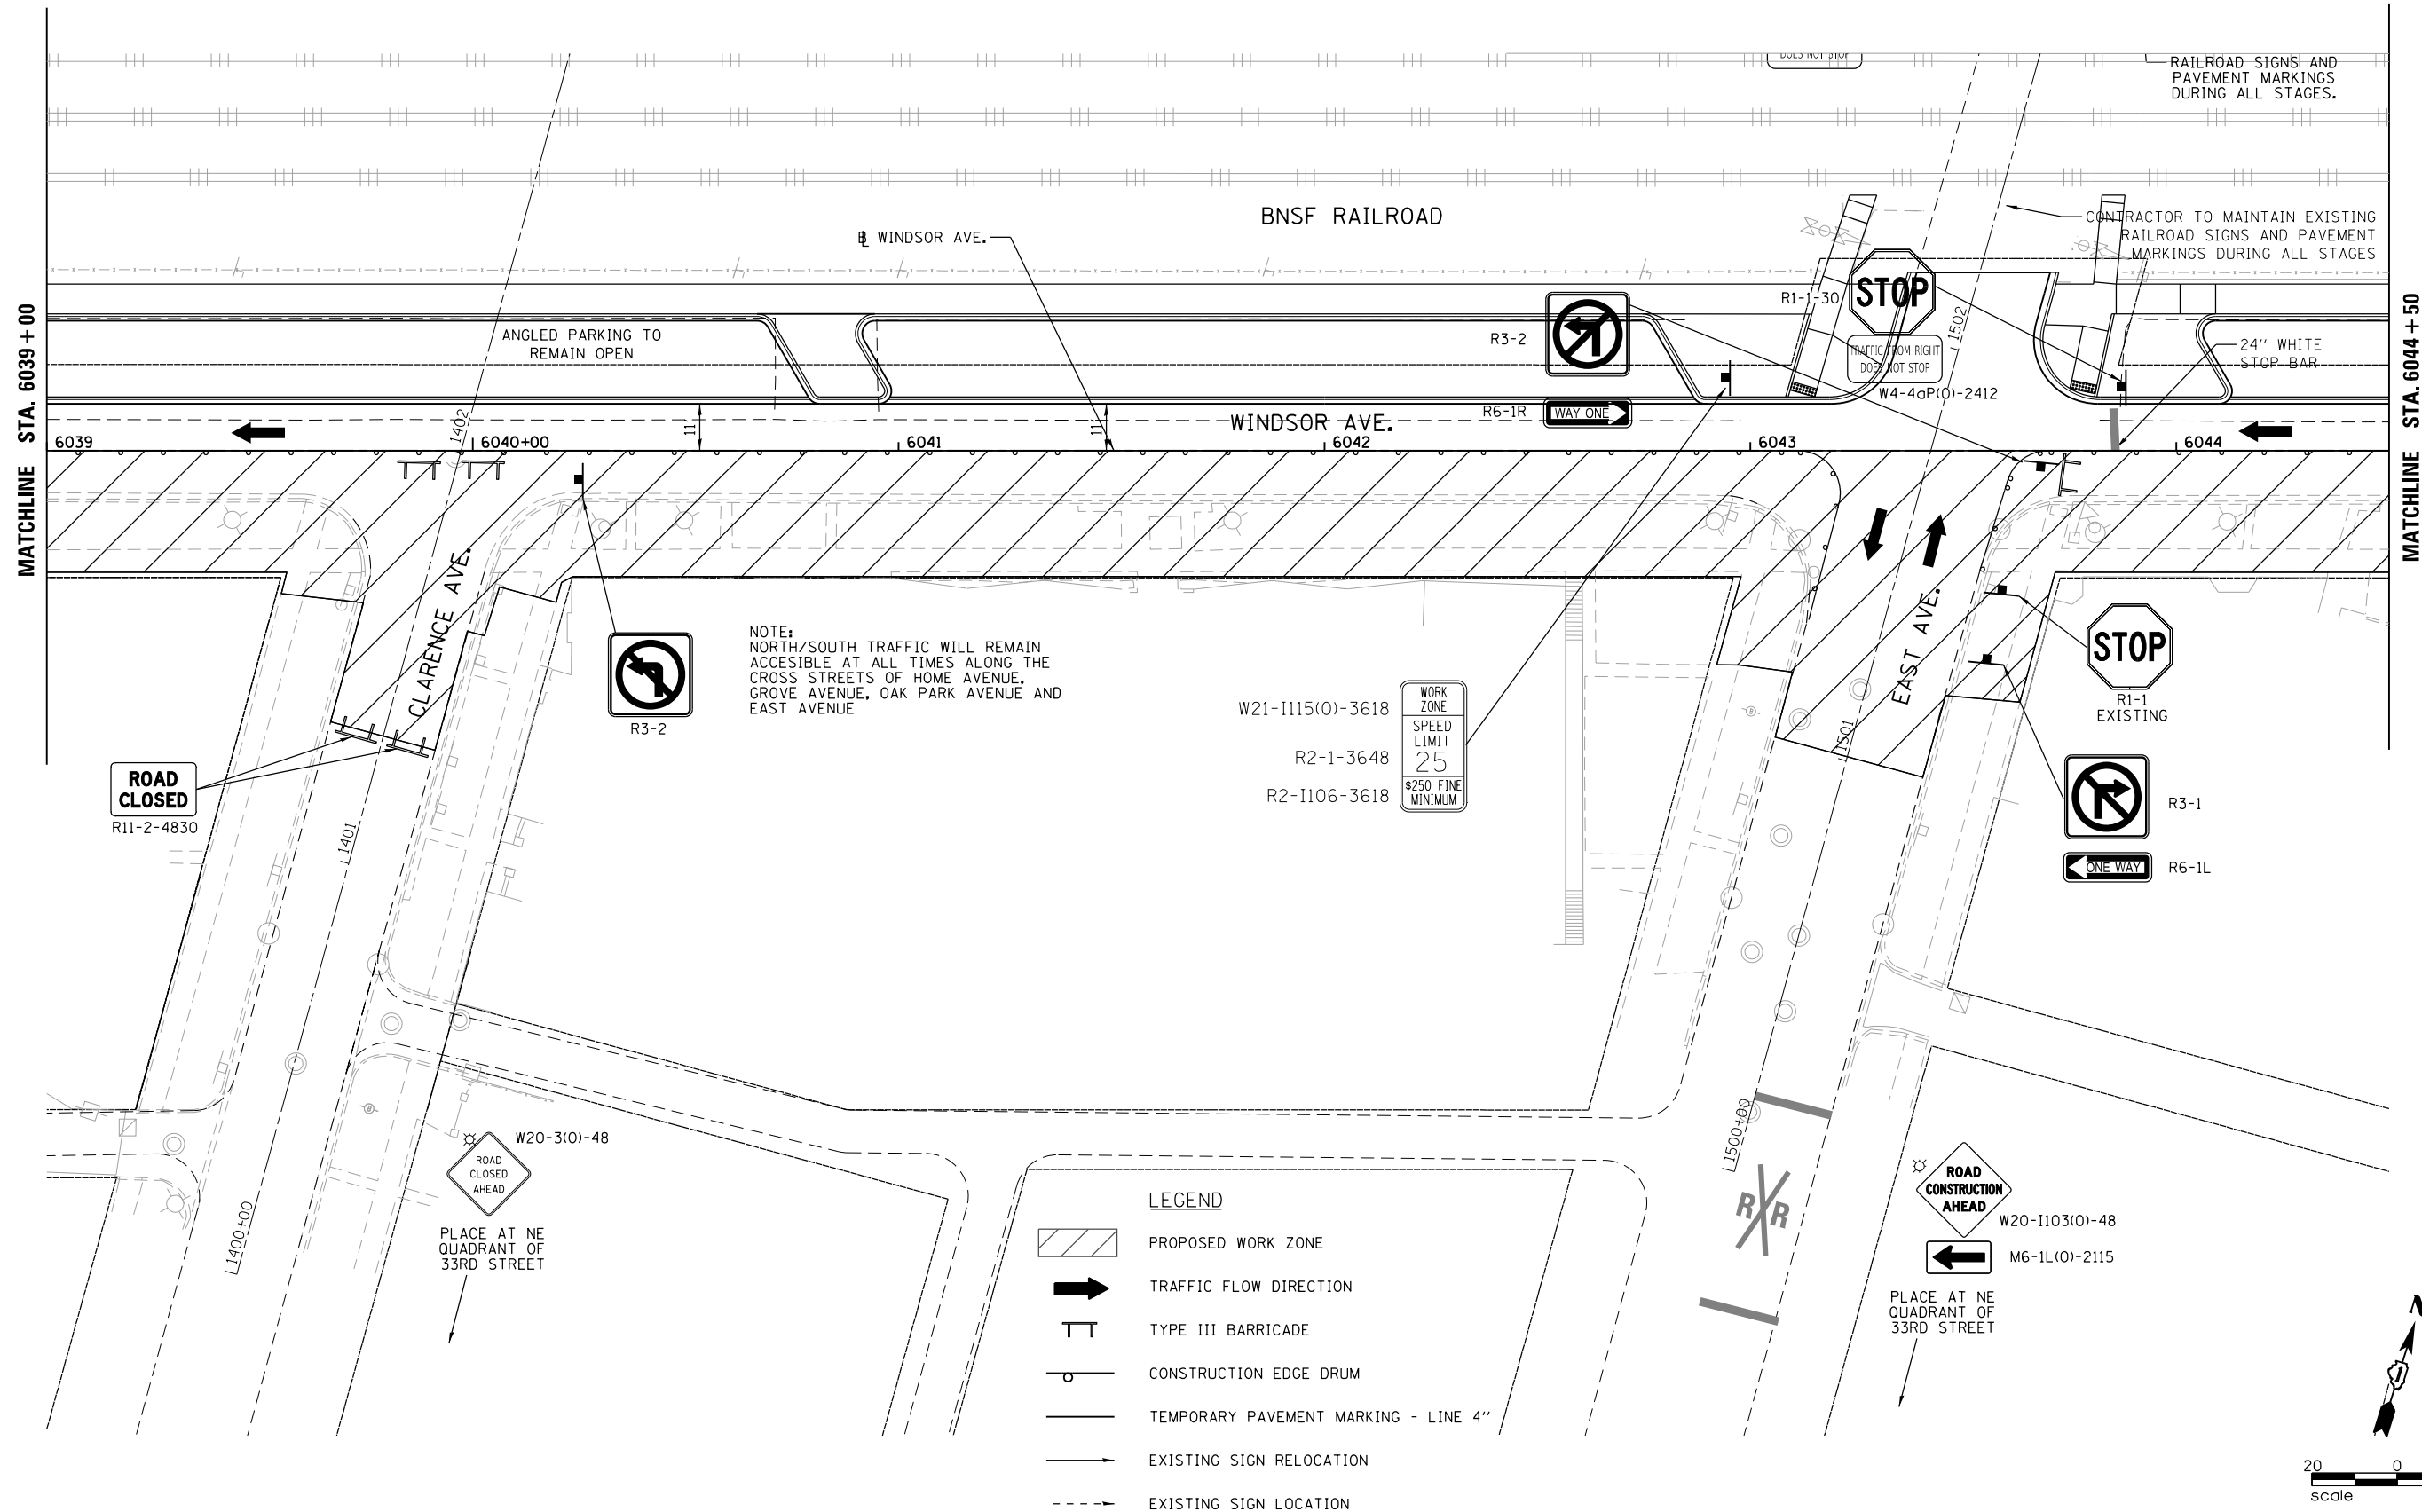 DOES NOT STOP
RAILROAD SIGNS AND
PAVEMENT MARKINGS
DURING ALL STAGES.
BNSF RAILROAD
CONTRACTOR TO MAINTAIN EXISTING
RAILROAD SIGNS AND PAVEMENT
MARKINGS DURING ALL STAGES
WINDSOR AVE.
MATCHLINE STA. 6039+00
ANGLED PARKING TO
REMAIN OPEN
R3-2
R1-1-30
STOP
TRAFFIC FROM RIGHT
DOES NOT STOP
W4-4aP(O)-2412
L1502
24" WHITE
STOP BAR
MATCHLINE STA. 6044+50
R6-1R
WAY ONE
WINDSOR AVE.
11'
11'
6039
L1402
6040+00
6041
6042
6043
6044
CLARENCE AVE.
EAST AVE.
R3-2
NOTE:
NORTH/SOUTH TRAFFIC WILL REMAIN
ACCESIBLE AT ALL TIMES ALONG THE
CROSS STREETS OF HOME AVENUE,
GROVE AVENUE, OAK PARK AVENUE AND
EAST AVENUE
W21-I115(O)-3618
R2-1-3648
R2-I106-3618
WORK
ZONE
SPEED
LIMIT
25
$250 FINE
MINIMUM
STOP
R1-1
EXISTING
L1501
R3-1
ONE WAY
R6-1L
ROAD
CLOSED
R11-2-4830
L1401
L1500+00
L1400+00
W20-3(O)-48
ROAD
CLOSED
AHEAD
PLACE AT NE
QUADRANT OF
33RD STREET
R R
ROAD
CONSTRUCTION
AHEAD
W20-I103(O)-48
M6-1L(O)-2115
PLACE AT NE
QUADRANT OF
33RD STREET
LEGEND
PROPOSED WORK ZONE
TRAFFIC FLOW DIRECTION
TYPE III BARRICADE
CONSTRUCTION EDGE DRUM
TEMPORARY PAVEMENT MARKING - LINE 4"
EXISTING SIGN RELOCATION
EXISTING SIGN LOCATION
20 0
scale